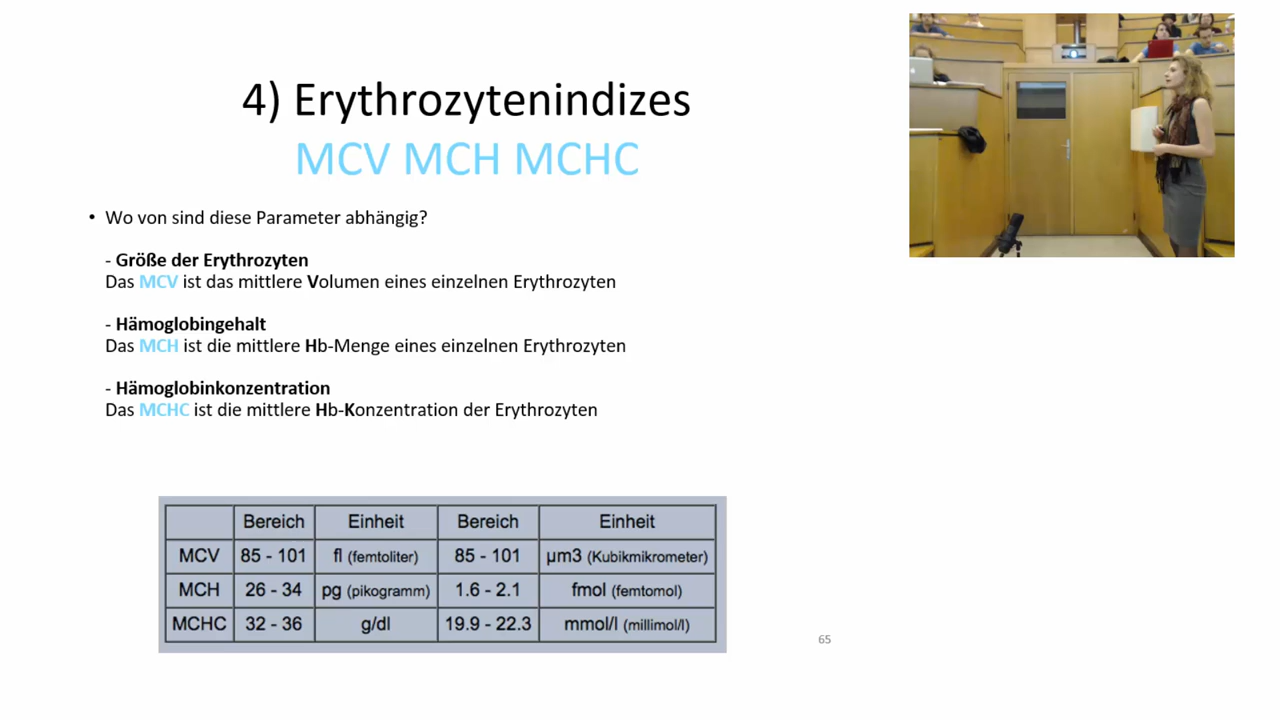 4) Erythrozytenindizes
MCV MCH MCHC
• Wo von sind diese Parameter abhängig?
- Größe der Erythrozyten
Das MCV ist das mittlere Volumen eines einzelnen Erythrozyten
- Hämoglobingehalt
Das MCH ist die mittlere Hb-Menge eines einzelnen Erythrozyten
- Hämoglobinkonzentration
Das MCHC ist die mittlere Hb-Konzentration der Erythrozyten
Bereich Einheit Bereich Einheit
MCV 85 - 101 fl (femtoliter) 85 - 101 µm3 (Kubikmikrometer)
MCH 26 - 34 pg (pikogramm) 1.6 - 2.1 fmol (femtomol)
MCHC 32 - 36 g/dl 19.9 - 22.3 mmol/l (millimol/l)
65